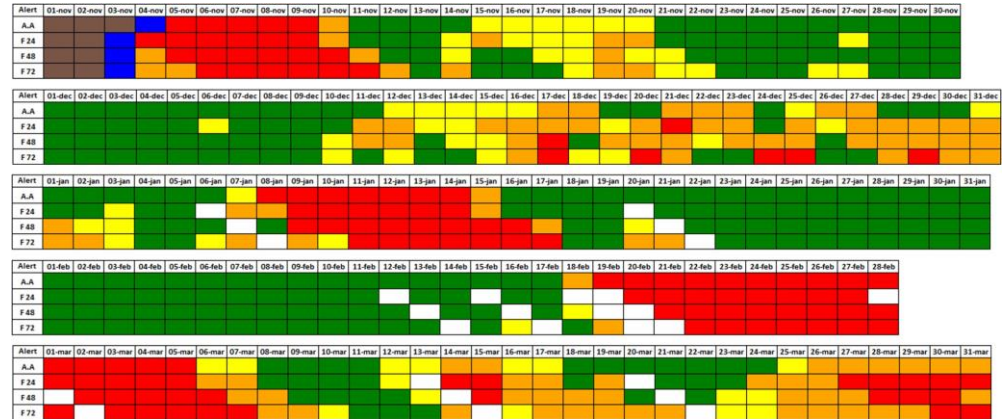 Alert 01-nov 02-nov 03-nov 04-nov 05-nov 06-nov 07-nov 08-nov 09-nov 10-nov 11-nov 12-nov 13-nov 14-nov 15-nov 16-nov 17-nov 18-nov 19-nov 20-nov 21-nov 22-nov 23-nov 24-nov 25-nov 26-nov 27-nov 28-nov 29-nov 30-nov
A.A
F 24
F 48
F 72
Alert 01-dec 02-dec 03-dec 04-dec 05-dec 06-dec 07-dec 08-dec 09-dec 10-dec 11-dec 12-dec 13-dec 14-dec 15-dec 16-dec 17-dec 18-dec 19-dec 20-dec 21-dec 22-dec 23-dec 24-dec 25-dec 26-dec 27-dec 28-dec 29-dec 30-dec 31-dec
A.A
F 24
F 48
F 72
Alert 01-jan 02-jan 03-jan 04-jan 05-jan 06-jan 07-jan 08-jan 09-jan 10-jan 11-jan 12-jan 13-jan 14-jan 15-jan 16-jan 17-jan 18-jan 19-jan 20-jan 21-jan 22-jan 23-jan 24-jan 25-jan 26-jan 27-jan 28-jan 29-jan 30-jan 31-jan
A.A
F 24
F 48
F 72
Alert 01-feb 02-feb 03-feb 04-feb 05-feb 06-feb 07-feb 08-feb 09-feb 10-feb 11-feb 12-feb 13-feb 14-feb 15-feb 16-feb 17-feb 18-feb 19-feb 20-feb 21-feb 22-feb 23-feb 24-feb 25-feb 26-feb 27-feb 28-feb
A.A
F 24
F 48
F 72
Alert 01-mar 02-mar 03-mar 04-mar 05-mar 06-mar 07-mar 08-mar 09-mar 10-mar 11-mar 12-mar 13-mar 14-mar 15-mar 16-mar 17-mar 18-mar 19-mar 20-mar 21-mar 22-mar 23-mar 24-mar 25-mar 26-mar 27-mar 28-mar 29-mar 30-mar 31-mar
A.A
F 24
F 48
F 72